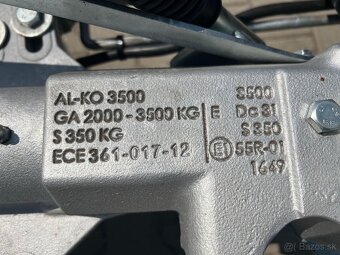 AL-KO 3500
GA 2000 - 3500 KG
S 350 KG
ECE 361-017-12
E
3500
Dc 31
S 350
E1 55R-01
1649
bazos.sk